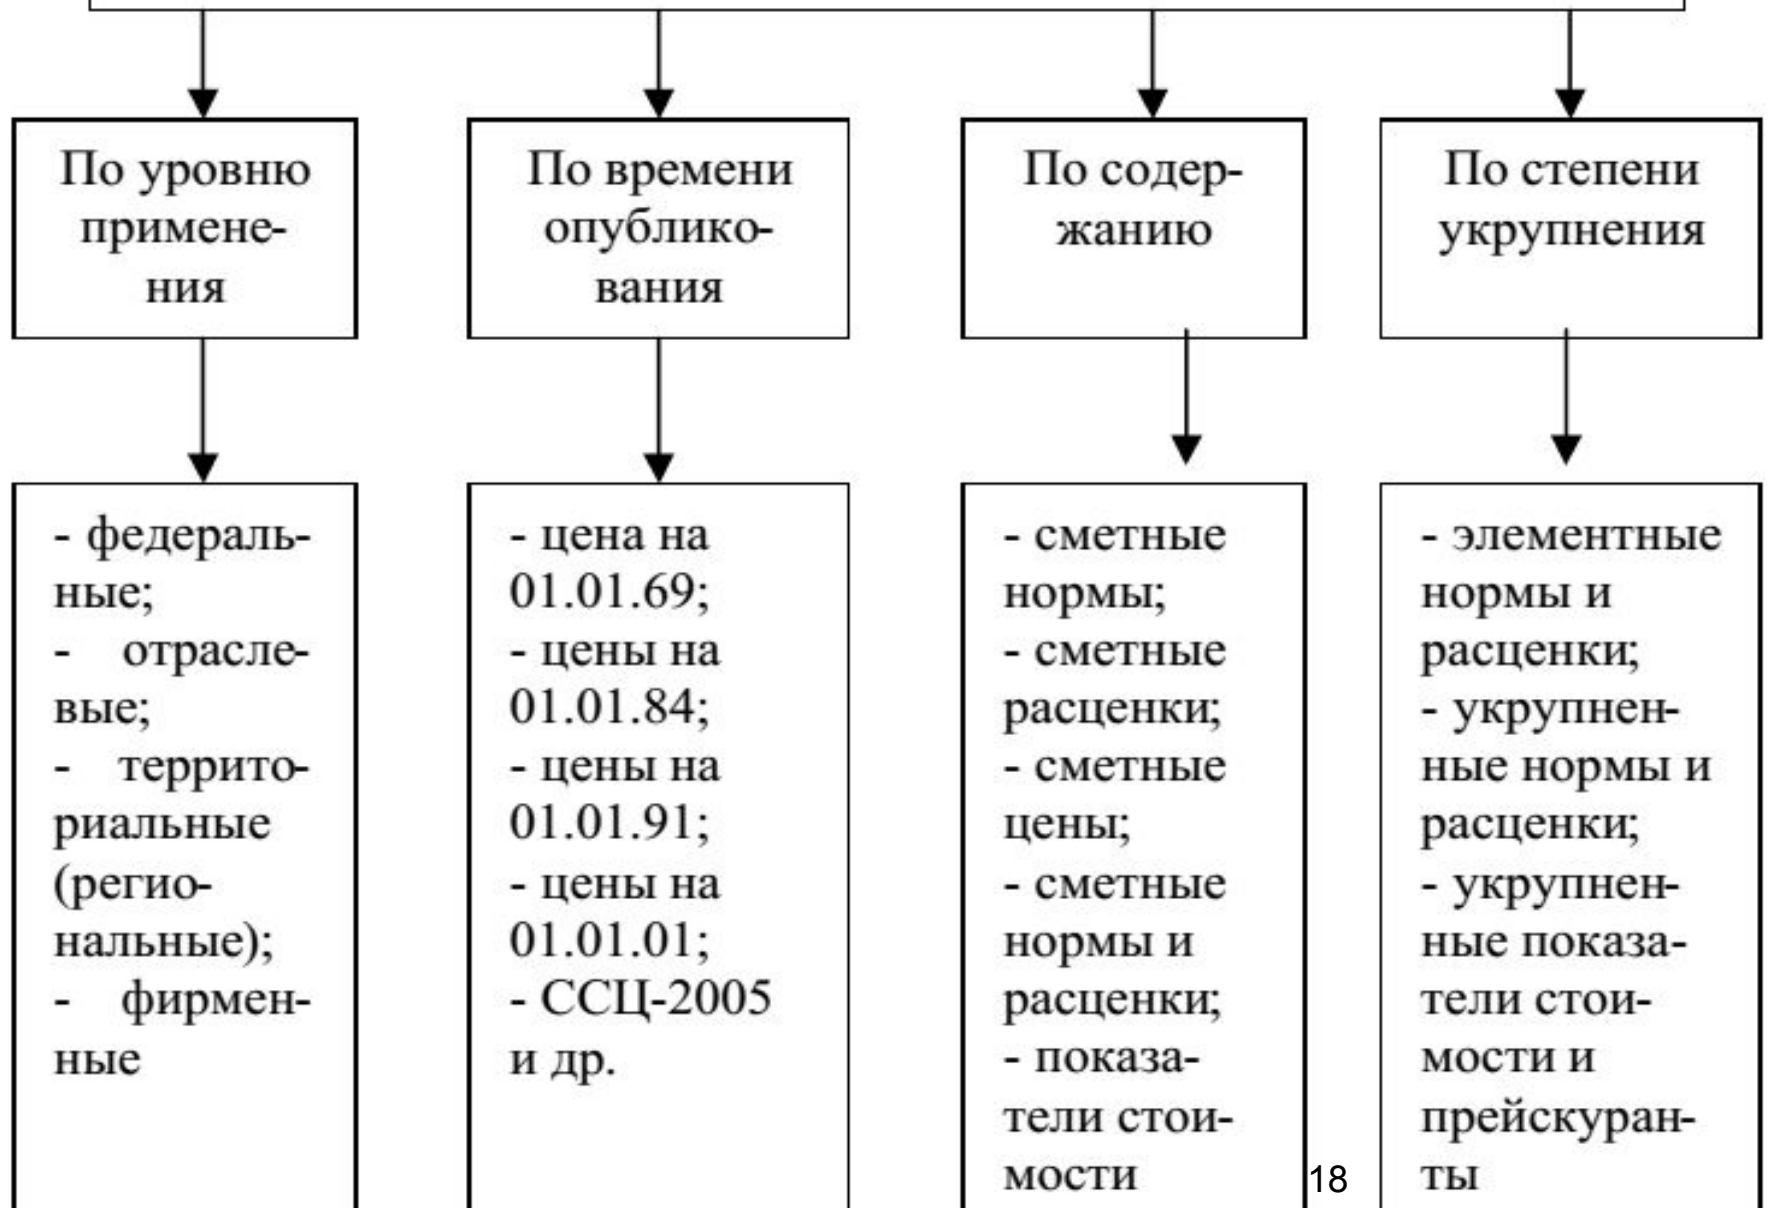 По уровню
примене-
ния
По времени
опублико-
вания
По содер-
жанию
По степени
укрупнения
- федераль-
ные;
- отрасле-
вые;
- террито-
риальные
(регио-
нальные);
- фирмен-
ные
- цена на
01.01.69;
- цены на
01.01.84;
- цены на
01.01.91;
- цены на
01.01.01;
- ССЦ-2005
и др.
- сметные
нормы;
- сметные
расценки;
- сметные
цены;
- сметные
нормы и
расценки;
- показа-
тели стои-
мости
- элементные
нормы и
расценки;
- укрупнен-
ные нормы и
расценки;
- укрупнен-
ные показа-
тели стои-
мости и
прейскуран-
ты
18